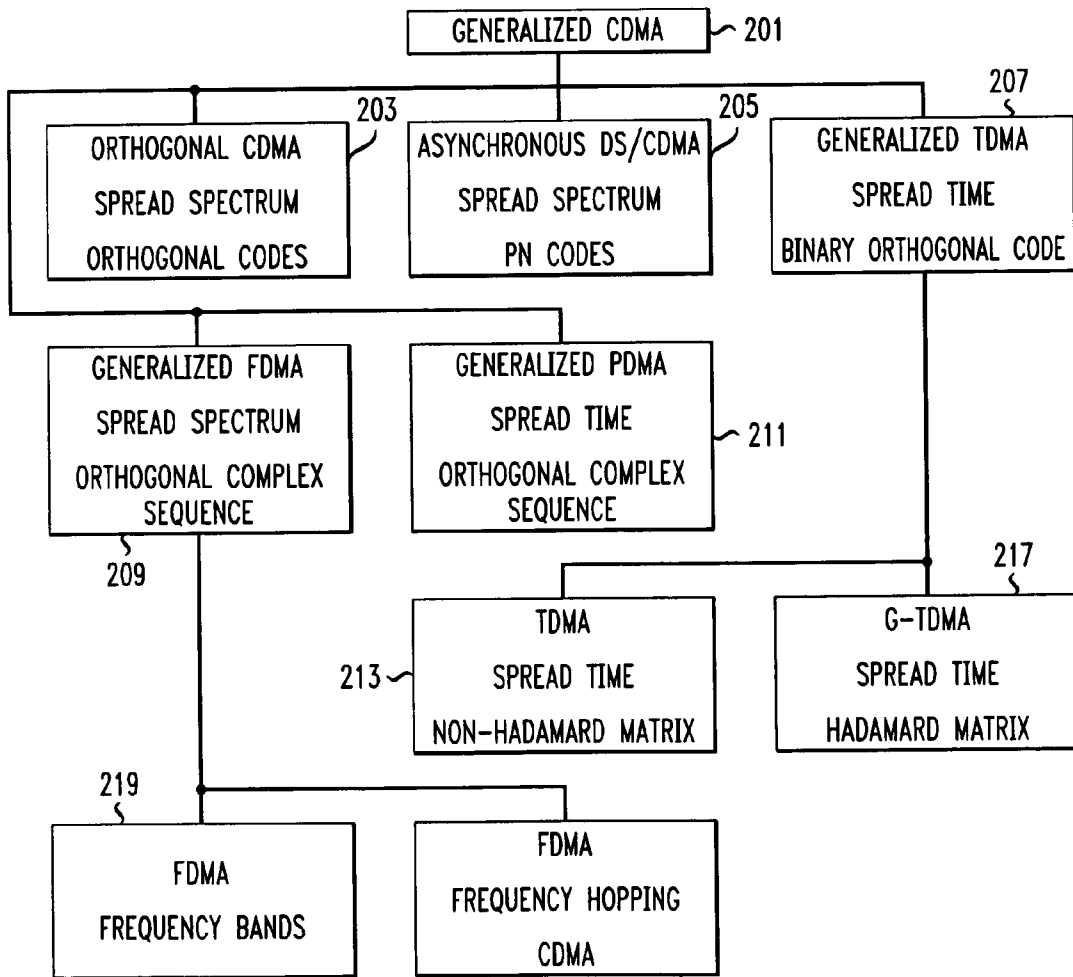 GENERALIZED CDMA
201
203
ORTHOGONAL CDMA
SPREAD SPECTRUM
ORTHOGONAL CODES
205
ASYNCHRONOUS DS/CDMA
SPREAD SPECTRUM
PN CODES
207
GENERALIZED TDMA
SPREAD TIME
BINARY ORTHOGONAL CODE
GENERALIZED FDMA
SPREAD SPECTRUM
ORTHOGONAL COMPLEX
SEQUENCE
209
GENERALIZED PDMA
SPREAD TIME
ORTHOGONAL COMPLEX
SEQUENCE
211
213
TDMA
SPREAD TIME
NON-HADAMARD MATRIX
217
G-TDMA
SPREAD TIME
HADAMARD MATRIX
219
FDMA
FREQUENCY BANDS
FDMA
FREQUENCY HOPPING
CDMA